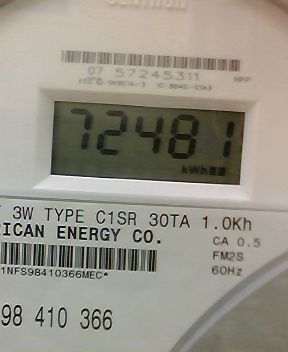 07 57245311
72481
kWh
3W TYPE C1SR 30TA 1.0Kh
RICAN ENERGY CO.
CA 0.5
FM2S
60Hz
1NFS98410366MEC*
98 410 366